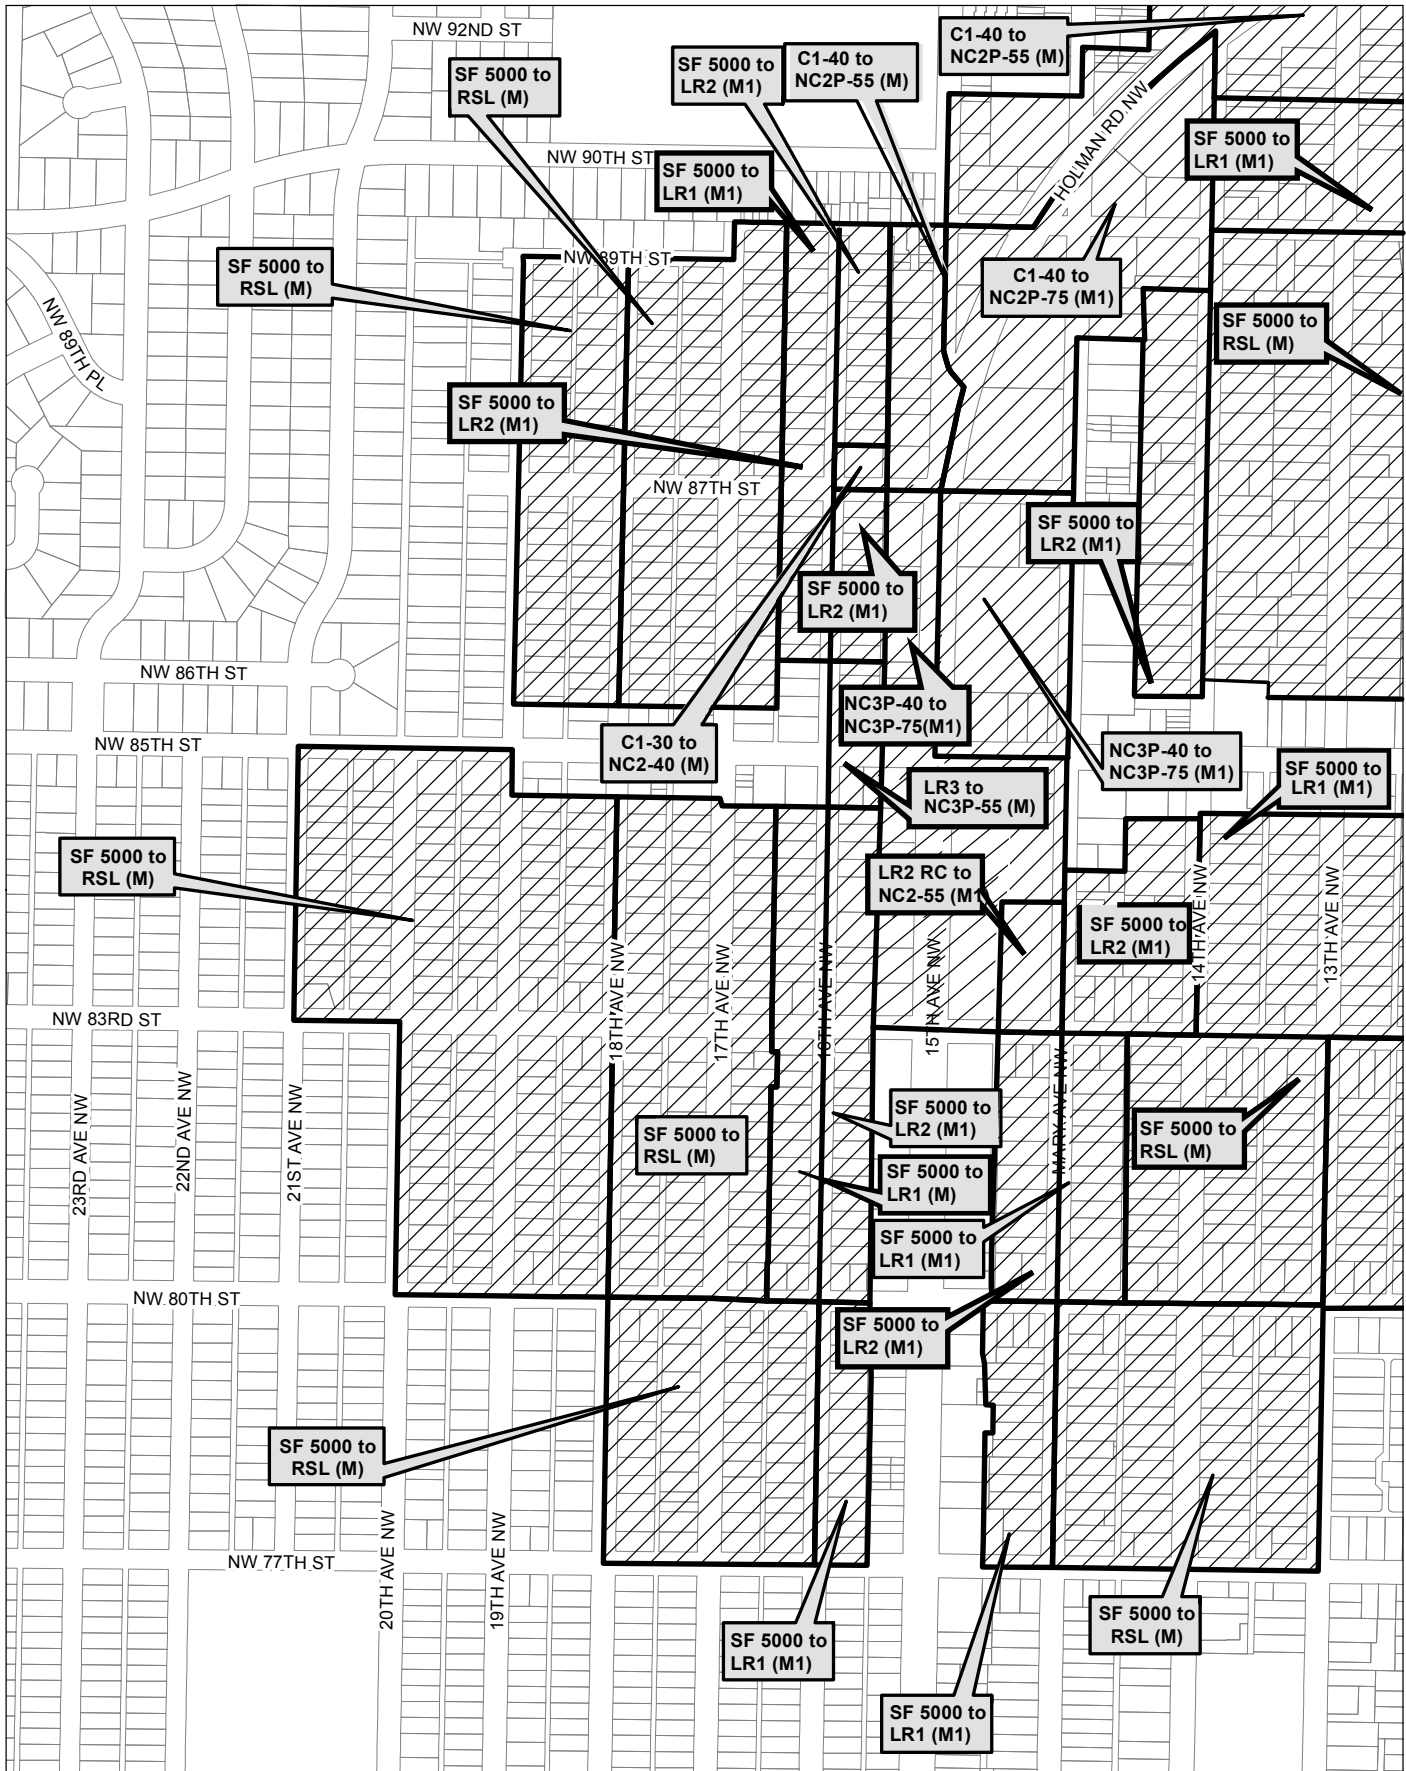 NW 92ND ST
C1-40 to
NC2P-55 (M)
SF 5000 to
RSL (M)
SF 5000 to
LR2 (M1)
C1-40 to
NC2P-55 (M)
HOLMAN RD NW
SF 5000 to
LR1 (M1)
NW 90TH ST
SF 5000 to
LR1 (M1)
SF 5000 to
RSL (M)
NW 89TH ST
C1-40 to
NC2P-75 (M1)
NW 89TH PL
SF 5000 to
RSL (M)
SF 5000 to
LR2 (M1)
NW 87TH ST
SF 5000 to
LR2 (M1)
SF 5000 to
LR2 (M1)
NW 86TH ST
NC3P-40 to
NC3P-75(M1)
NW 85TH ST
C1-30 to
NC2-40 (M)
NC3P-40 to
NC3P-75 (M1)
SF 5000 to
LR1 (M1)
LR3 to
NC3P-55 (M)
SF 5000 to
RSL (M)
LR2 RC to
NC2-55 (M1
SF 5000 to
LR2 (M1)
14TH AVE NW
13TH AVE NW
18TH AVE NW
17TH AVE NW
16TH AVE NW
15TH AVE NW
NW 83RD ST
23RD AVE NW
22ND AVE NW
21ST AVE NW
MARY AVE NW
SF 5000 to
RSL (M)
SF 5000 to
LR2 (M1)
SF 5000 to
RSL (M)
SF 5000 to
LR1 (M)
SF 5000 to
LR1 (M1)
NW 80TH ST
SF 5000 to
LR2 (M1)
SF 5000 to
RSL (M)
20TH AVE NW
19TH AVE NW
NW 77TH ST
SF 5000 to
LR1 (M1)
SF 5000 to
RSL (M)
SF 5000 to
LR1 (M1)